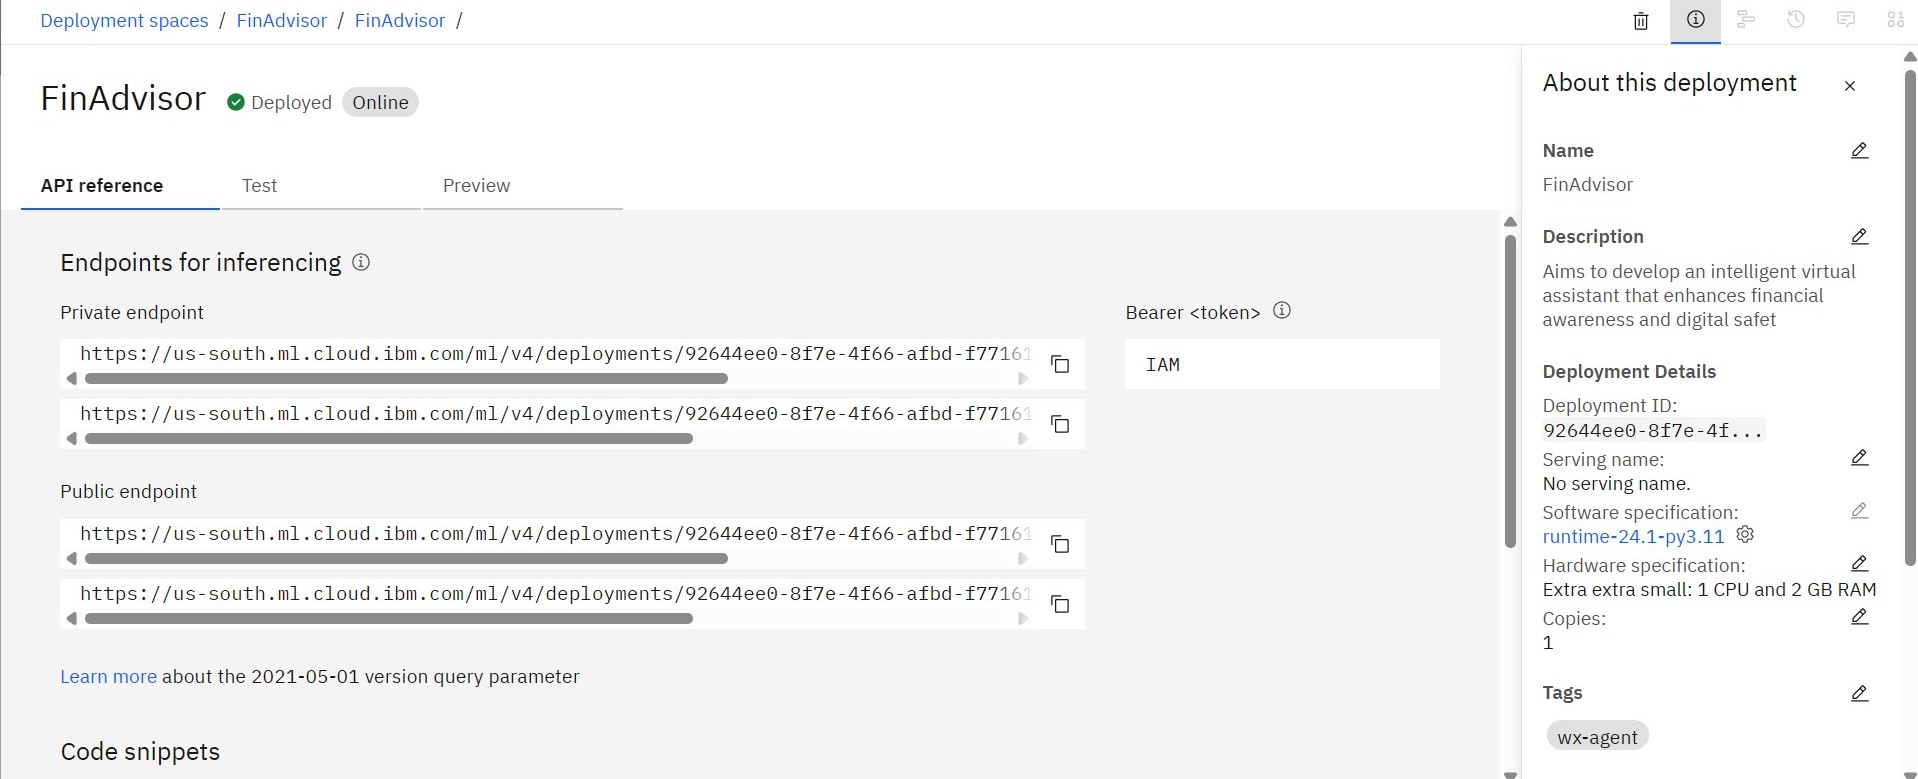 Deployment spaces / FinAdvisor / FinAdvisor /
FinAdvisor Deployed Online
API reference Test Preview
Endpoints for inferencing
Private endpoint
https://us-south.ml.cloud.ibm.com/ml/v4/deployments/92644ee0-8f7e-4f66-afbd-f77161
https://us-south.ml.cloud.ibm.com/ml/v4/deployments/92644ee0-8f7e-4f66-afbd-f77161
Bearer <token>
IAM
Public endpoint
https://us-south.ml.cloud.ibm.com/ml/v4/deployments/92644ee0-8f7e-4f66-afbd-f77161
https://us-south.ml.cloud.ibm.com/ml/v4/deployments/92644ee0-8f7e-4f66-afbd-f77161
Learn more about the 2021-05-01 version query parameter
Code snippets
About this deployment
Name
FinAdvisor
Description
Aims to develop an intelligent virtual
assistant that enhances financial
awareness and digital safet
Deployment Details
Deployment ID:
92644ee0-8f7e-4f...
Serving name:
No serving name.
Software specification:
runtime-24.1-py3.11
Hardware specification:
Extra extra small: 1 CPU and 2 GB RAM
Copies:
1
Tags
wx-agent